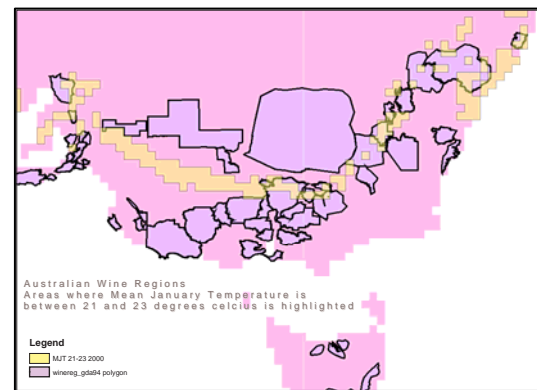 Australian Wine Regions
Areas where Mean January Temperature is
between 21 and 23 degrees celcius is highlighted
Legend
MJT 21-23 2000
winereg_gda94 polygon